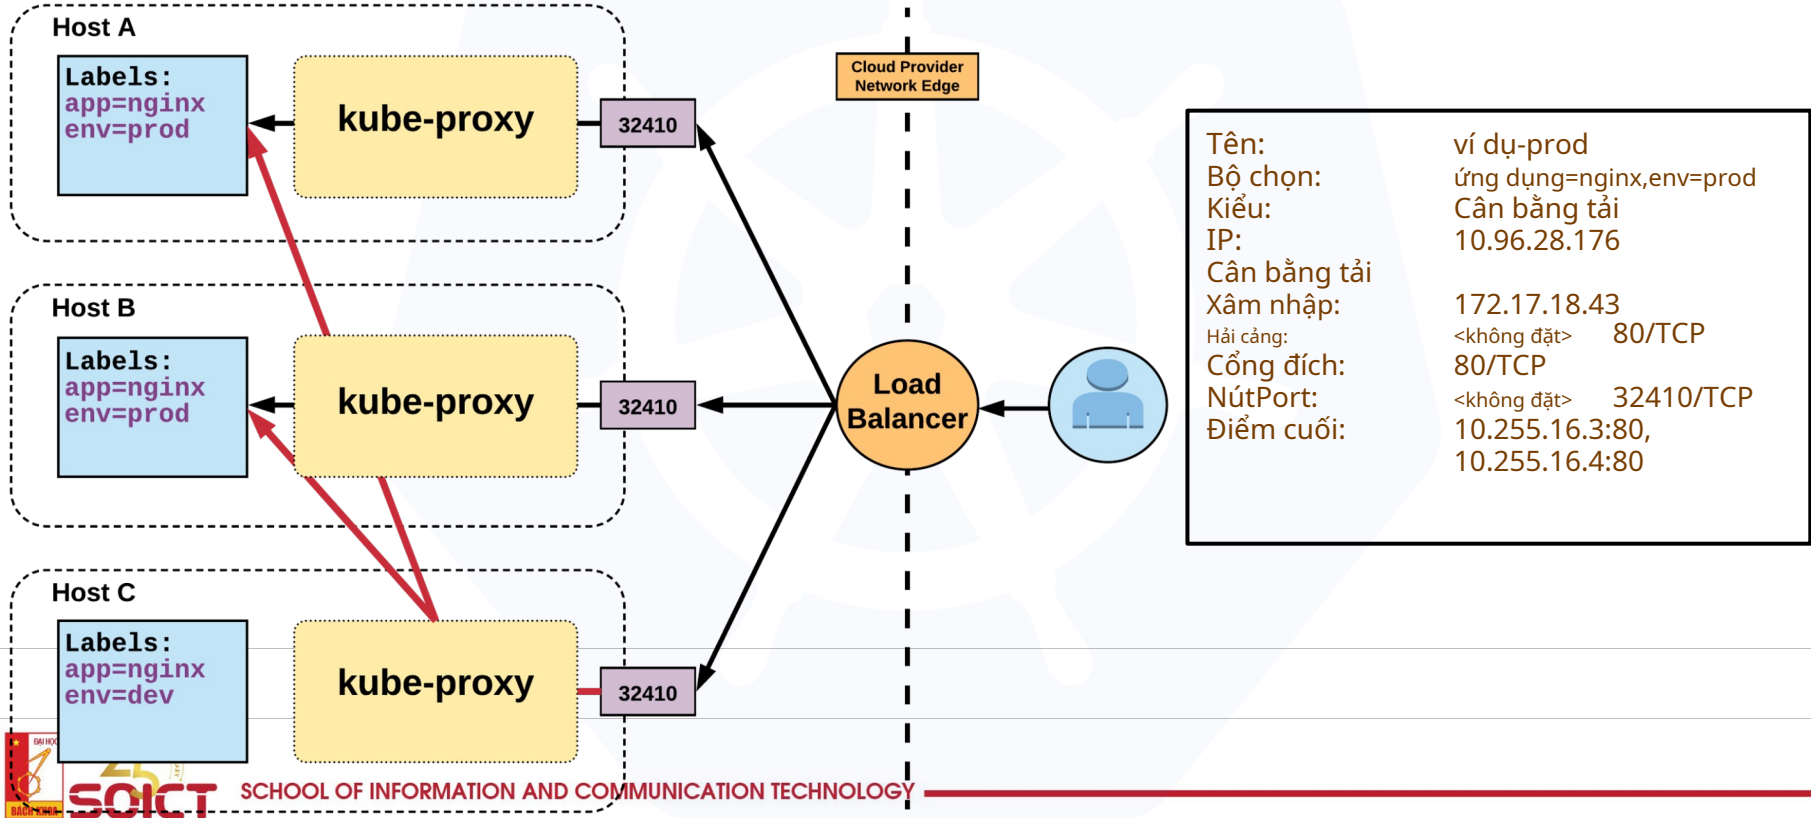 Host A
Labels:
app=nginx
env=prod
kube-proxy
32410
Cloud Provider
Network Edge
Host B
Labels:
app=nginx
env=prod
kube-proxy
32410
Load
Balancer
Host C
Labels:
app=nginx
env=dev
kube-proxy
32410
Tên: ví dụ-prod
Bộ chọn: ứng dụng=nginx,env=prod
Kiểu: Cân bằng tải
IP: 10.96.28.176
Cân bằng tải
Xâm nhập: 172.17.18.43
Hải cảng: <không đặt> 80/TCP
Cổng đích: 80/TCP
NútPort: <không đặt> 32410/TCP
Điểm cuối: 10.255.16.3:80,
10.255.16.4:80
ĐẠI HỌC
BÁCH KHOA
25
SOICT
SCHOOL OF INFORMATION AND COMMUNICATION TECHNOLOGY